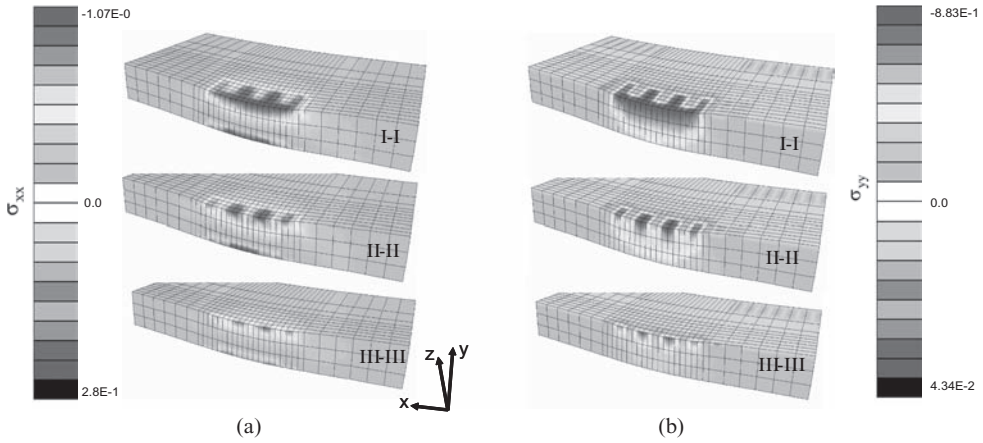 -1.07E-0
σxx
0.0
2.8E-1
I-I
II-II
III-III
z
y
x
(a)
I-I
II-II
III-III
(b)
-8.83E-1
σyy
0.0
4.34E-2